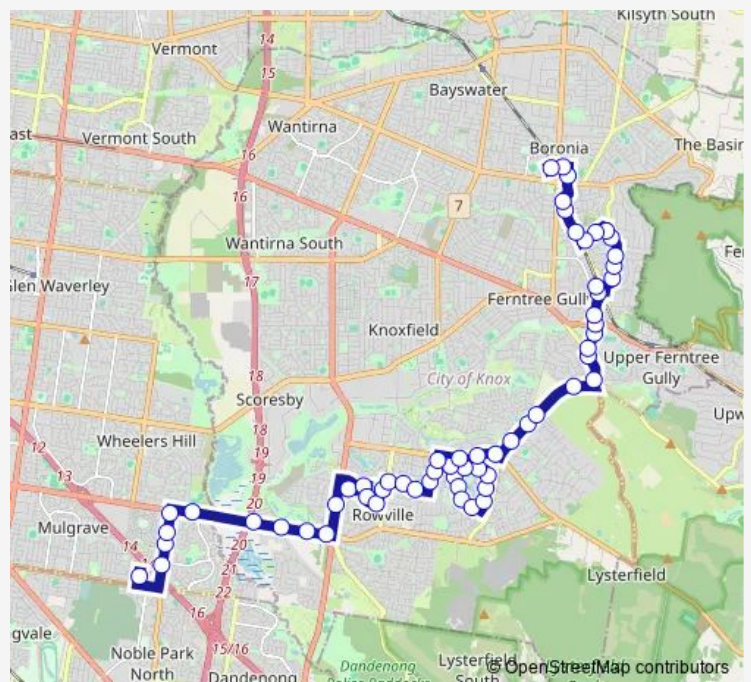 Kilsyth South
14
Vermont
15
Bayswater
ast
Vermont South
Wantirna
Boronia
The Basin
16
16
7
Wantirna South
Fe
Glen Waverley
17
Ferntree Gully
Knoxfield
Upper Ferntree
Gully
18
City of Knox
Scoresby
Upw
12
Wheelers Hill
18
19
13
19
20
Mulgrave
Rowville
14
20
21
22
Lysterfield
16
gvale
Noble Park
North
15/16
Dandenong
Dandenong
Police Paddocks
Lysterfield
South
© OpenStreetMap contributors